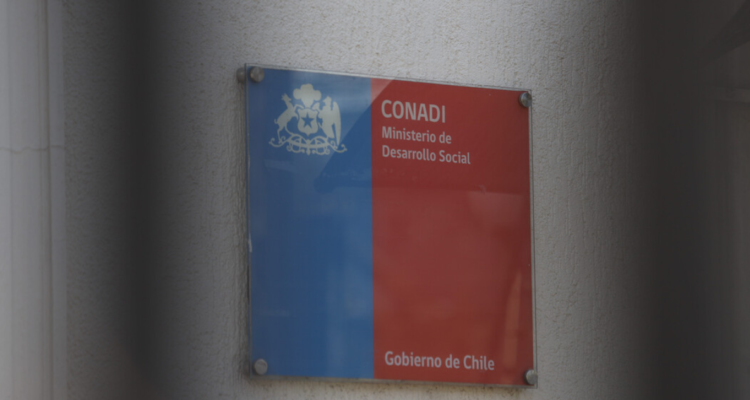 CONADI
Ministerio de
Desarrollo Social
Gobierno de Chile